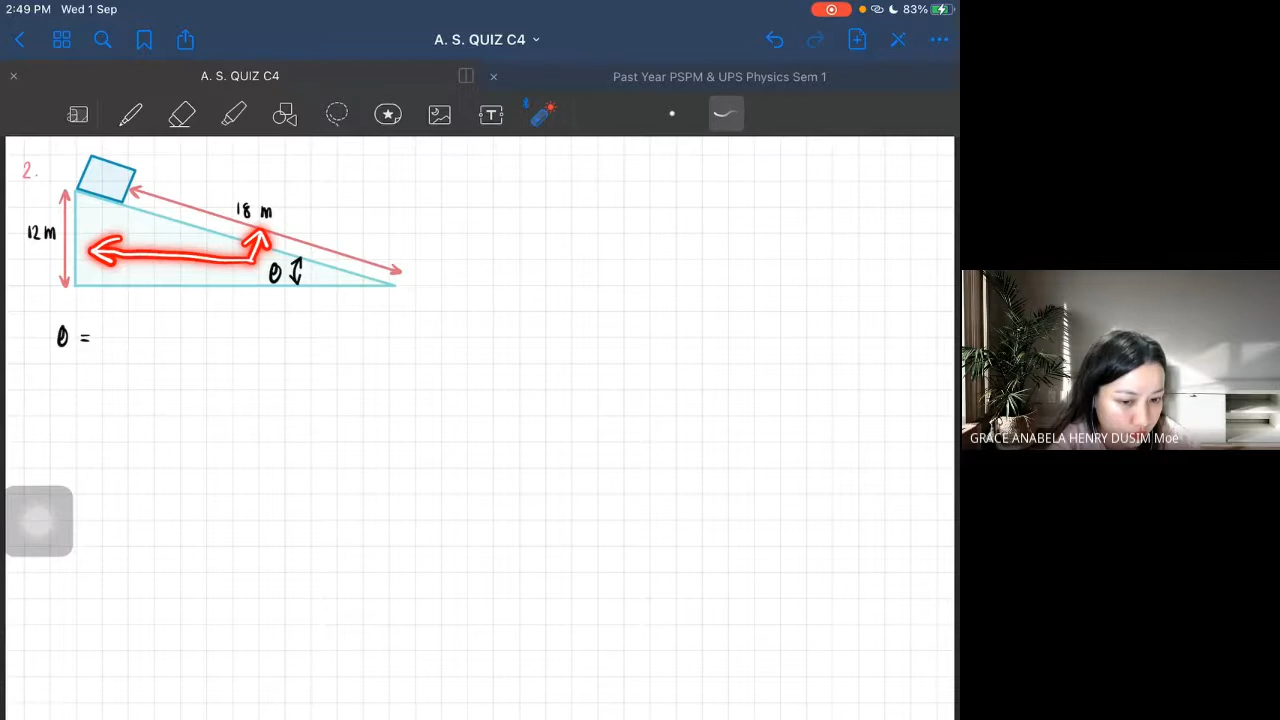 2:49 PM Wed 1 Sep
83%
A. S. QUIZ C4
A. S. QUIZ C4
Past Year PSPM & UPS Physics Sem 1
T
2.
18 m
12 m
θ
θ =
GRACE ANABELA HENRY DUSIM Moe